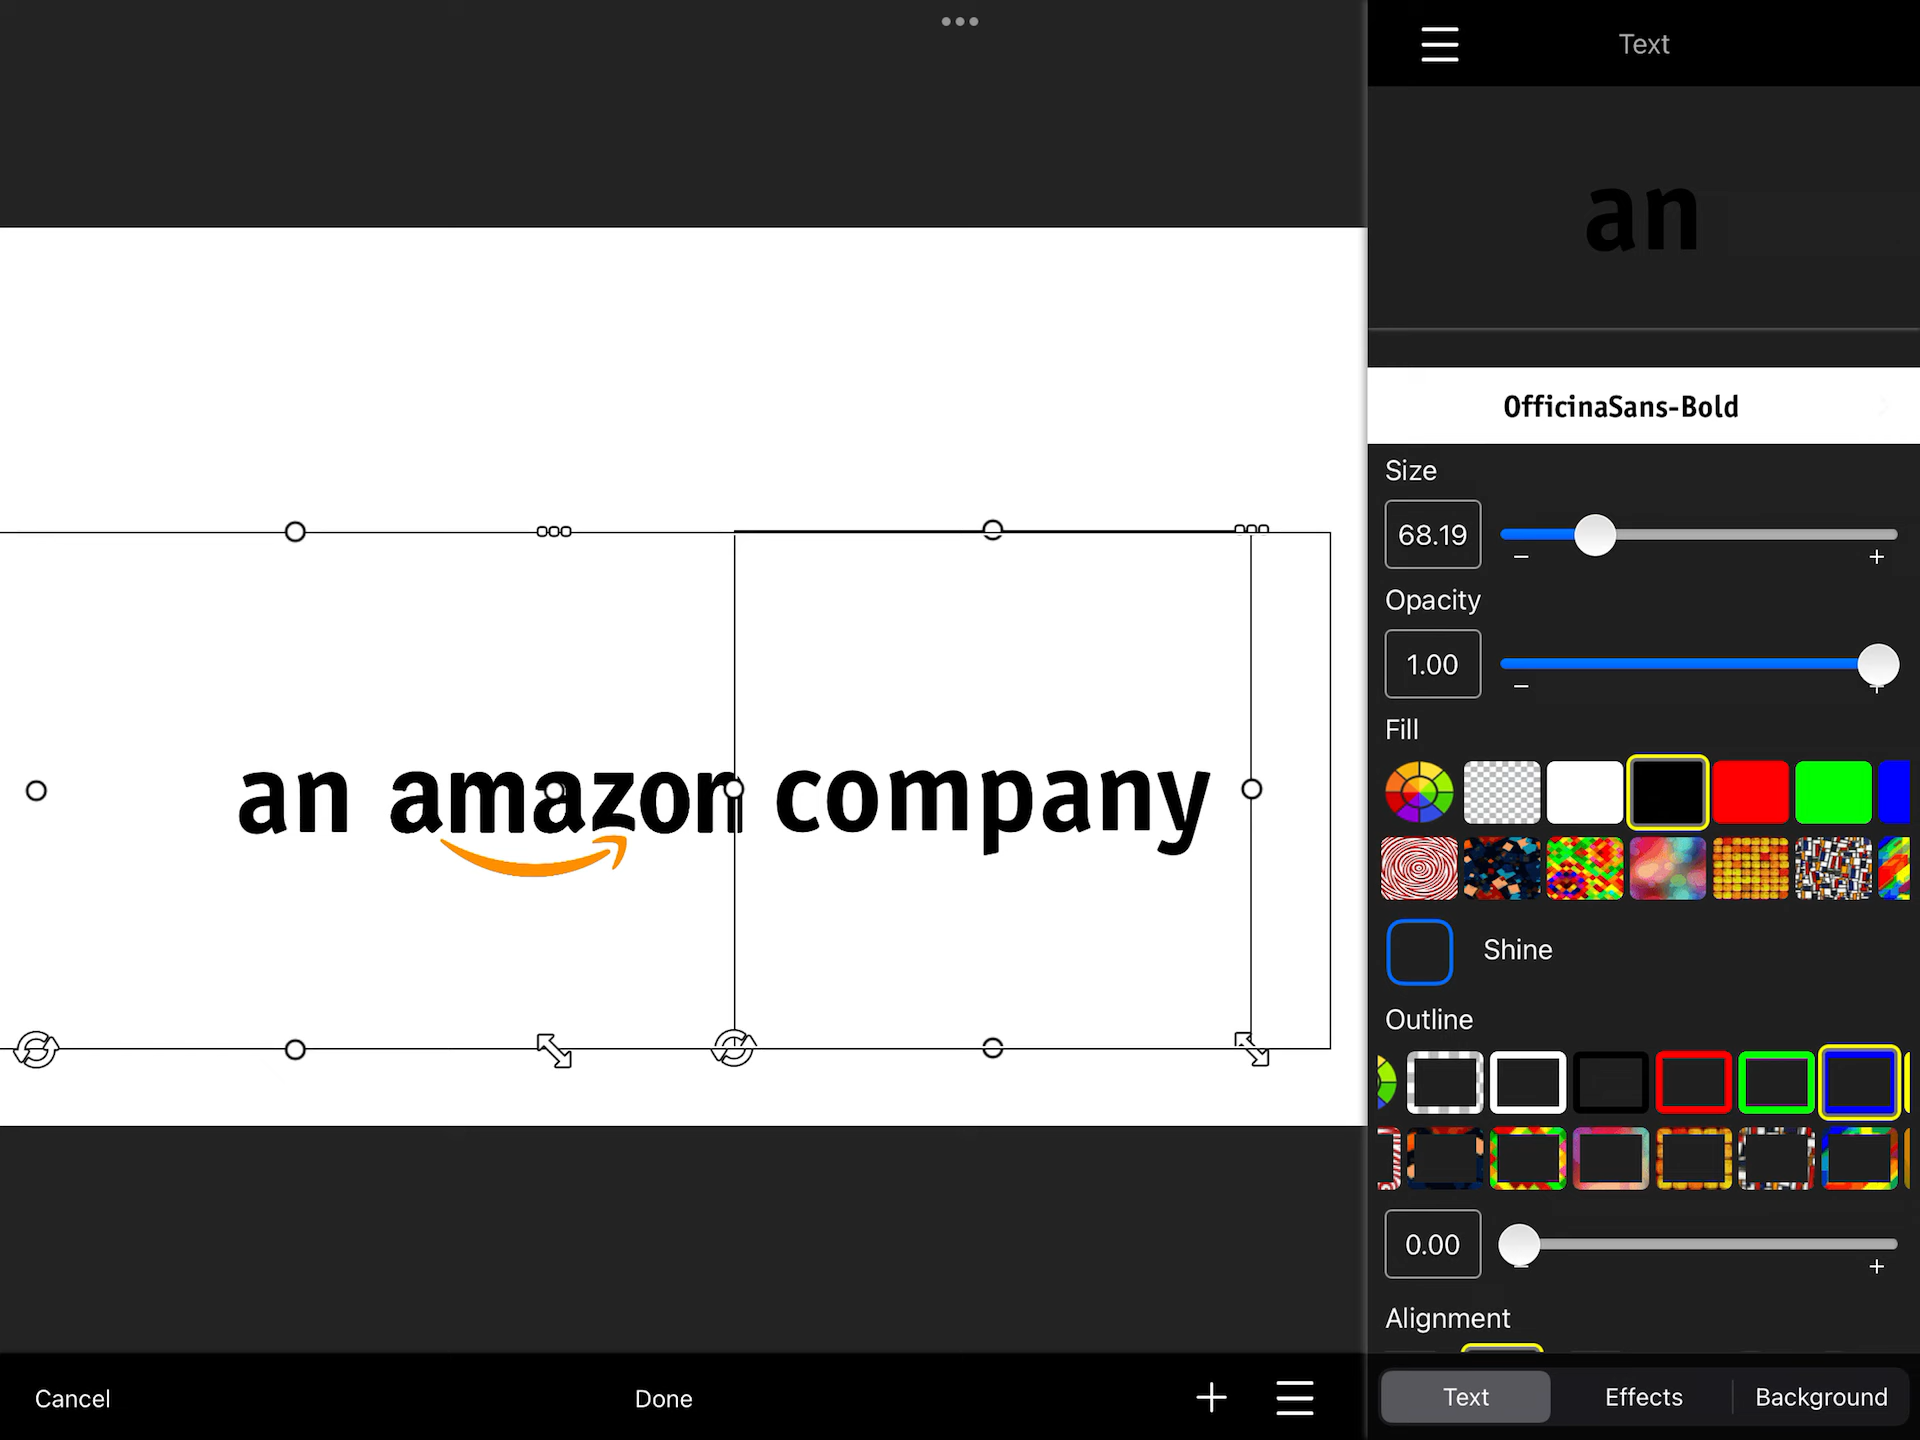 Text
an
OfficinaSans-Bold
Size
68.19
Opacity
1.00
Fill
an amazon company
Shine
Outline
0.00
Alignment
Cancel
Done
Text
Effects
Background